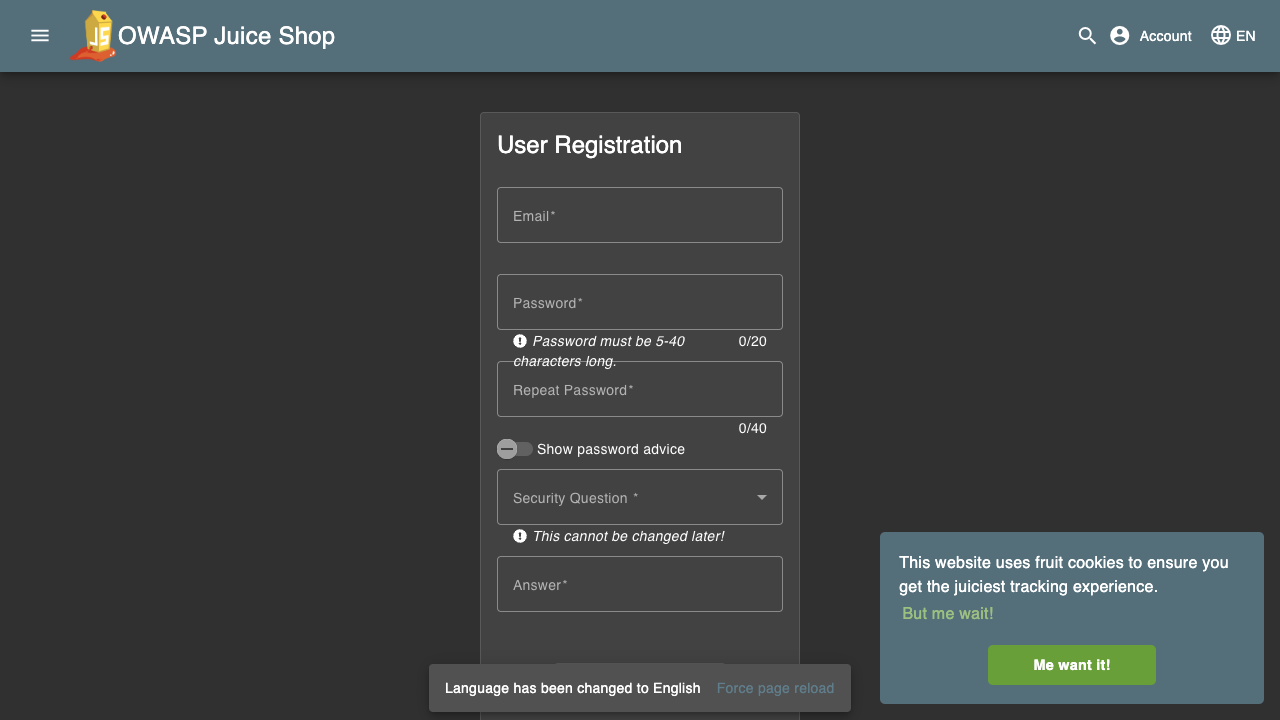 JS
OWASP Juice Shop
Account
EN
User Registration
Email*
Password*
Password must be 5-40 characters long.
0/20
Repeat Password*
0/40
Show password advice
Security Question *
This cannot be changed later!
Answer*
Language has been changed to English
Force page reload
This website uses fruit cookies to ensure you
get the juiciest tracking experience.
But me wait!
Me want it!